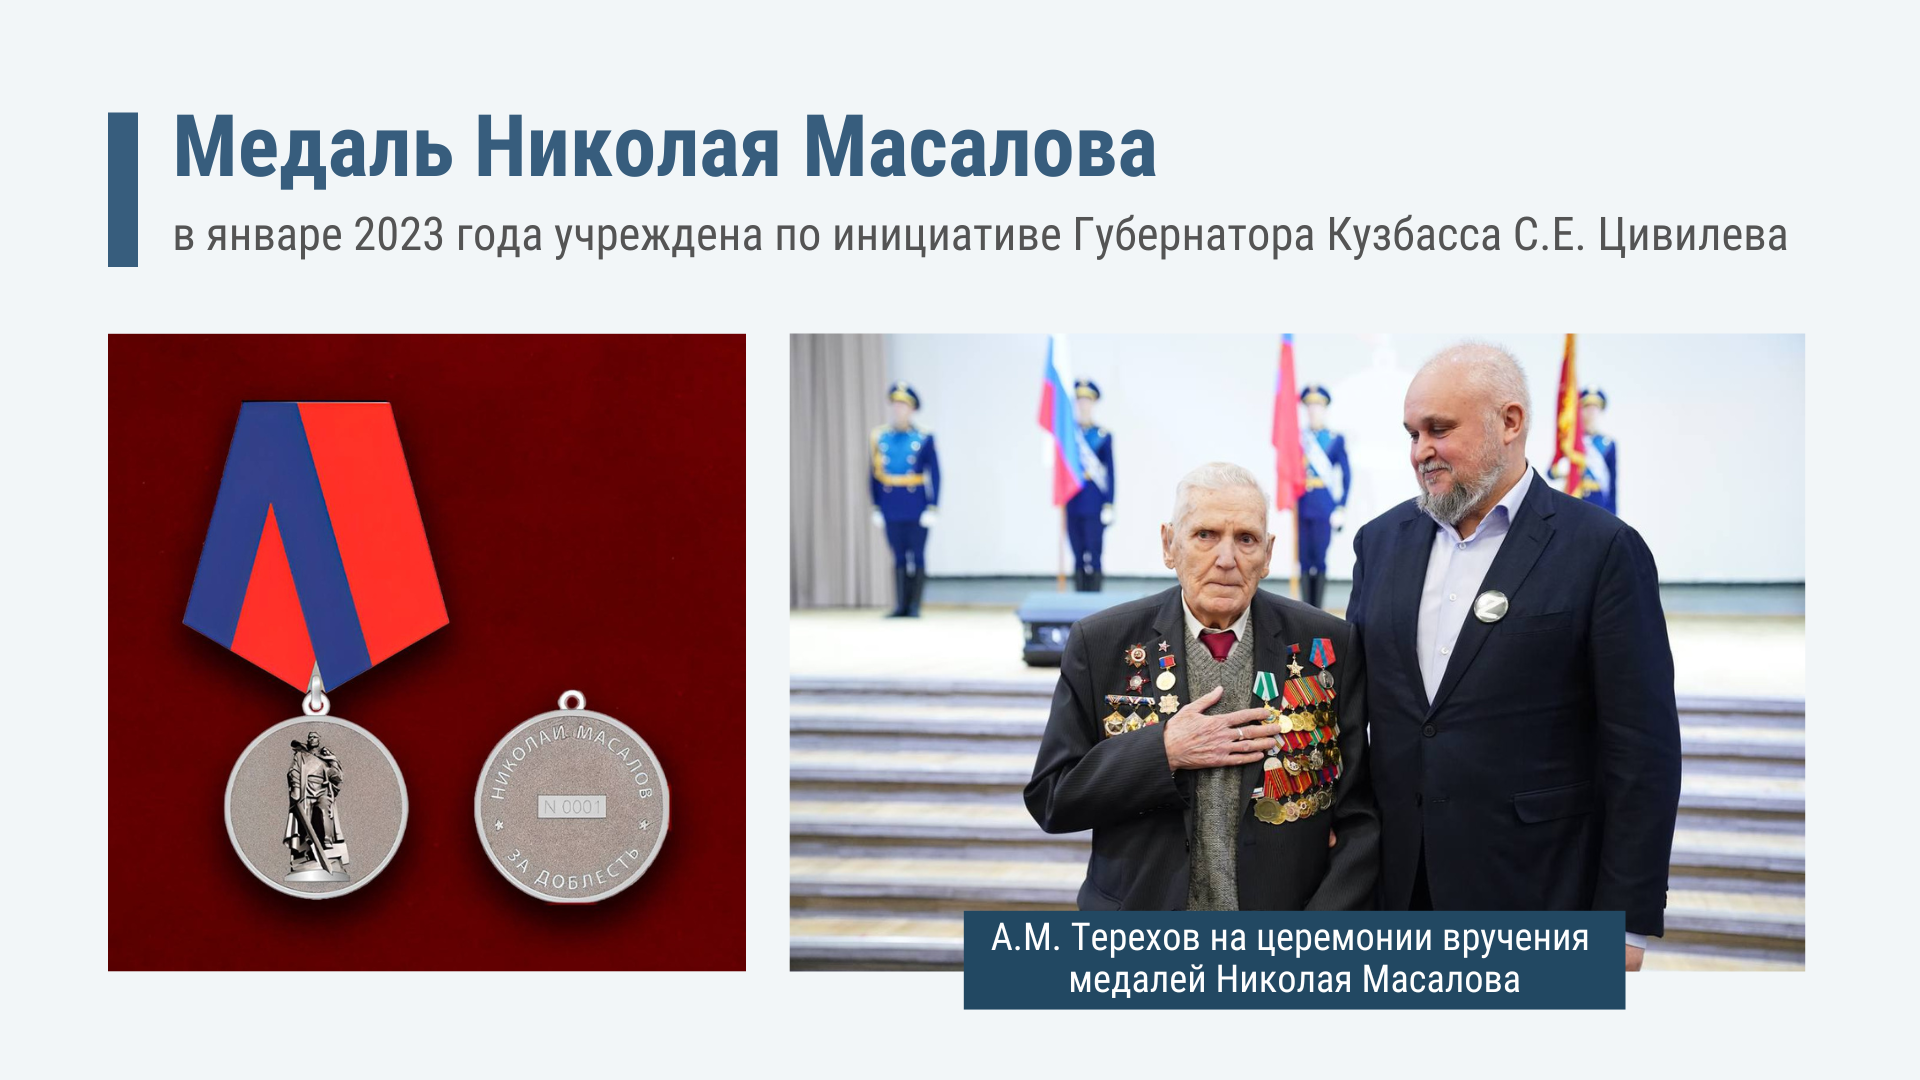 Медаль Николая Масалова
в январе 2023 года учреждена по инициативе Губернатора Кузбасса С.Е. Цивилева
НИКОЛАЙ МАСАЛОВ
N 0001
ЗА ДОБЛЕСТЬ
Z
А.М. Терехов на церемонии вручения
медалей Николая Масалова